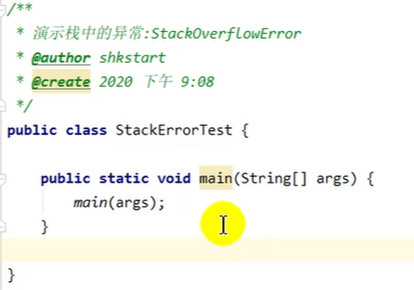 /**
 * 演示栈中的异常:StackOverflowError
 * @author shkstart
 * @create 2020 下午 9:08
 */
public class StackErrorTest {
    public static void main(String[] args) {
        main(args);
    }
}